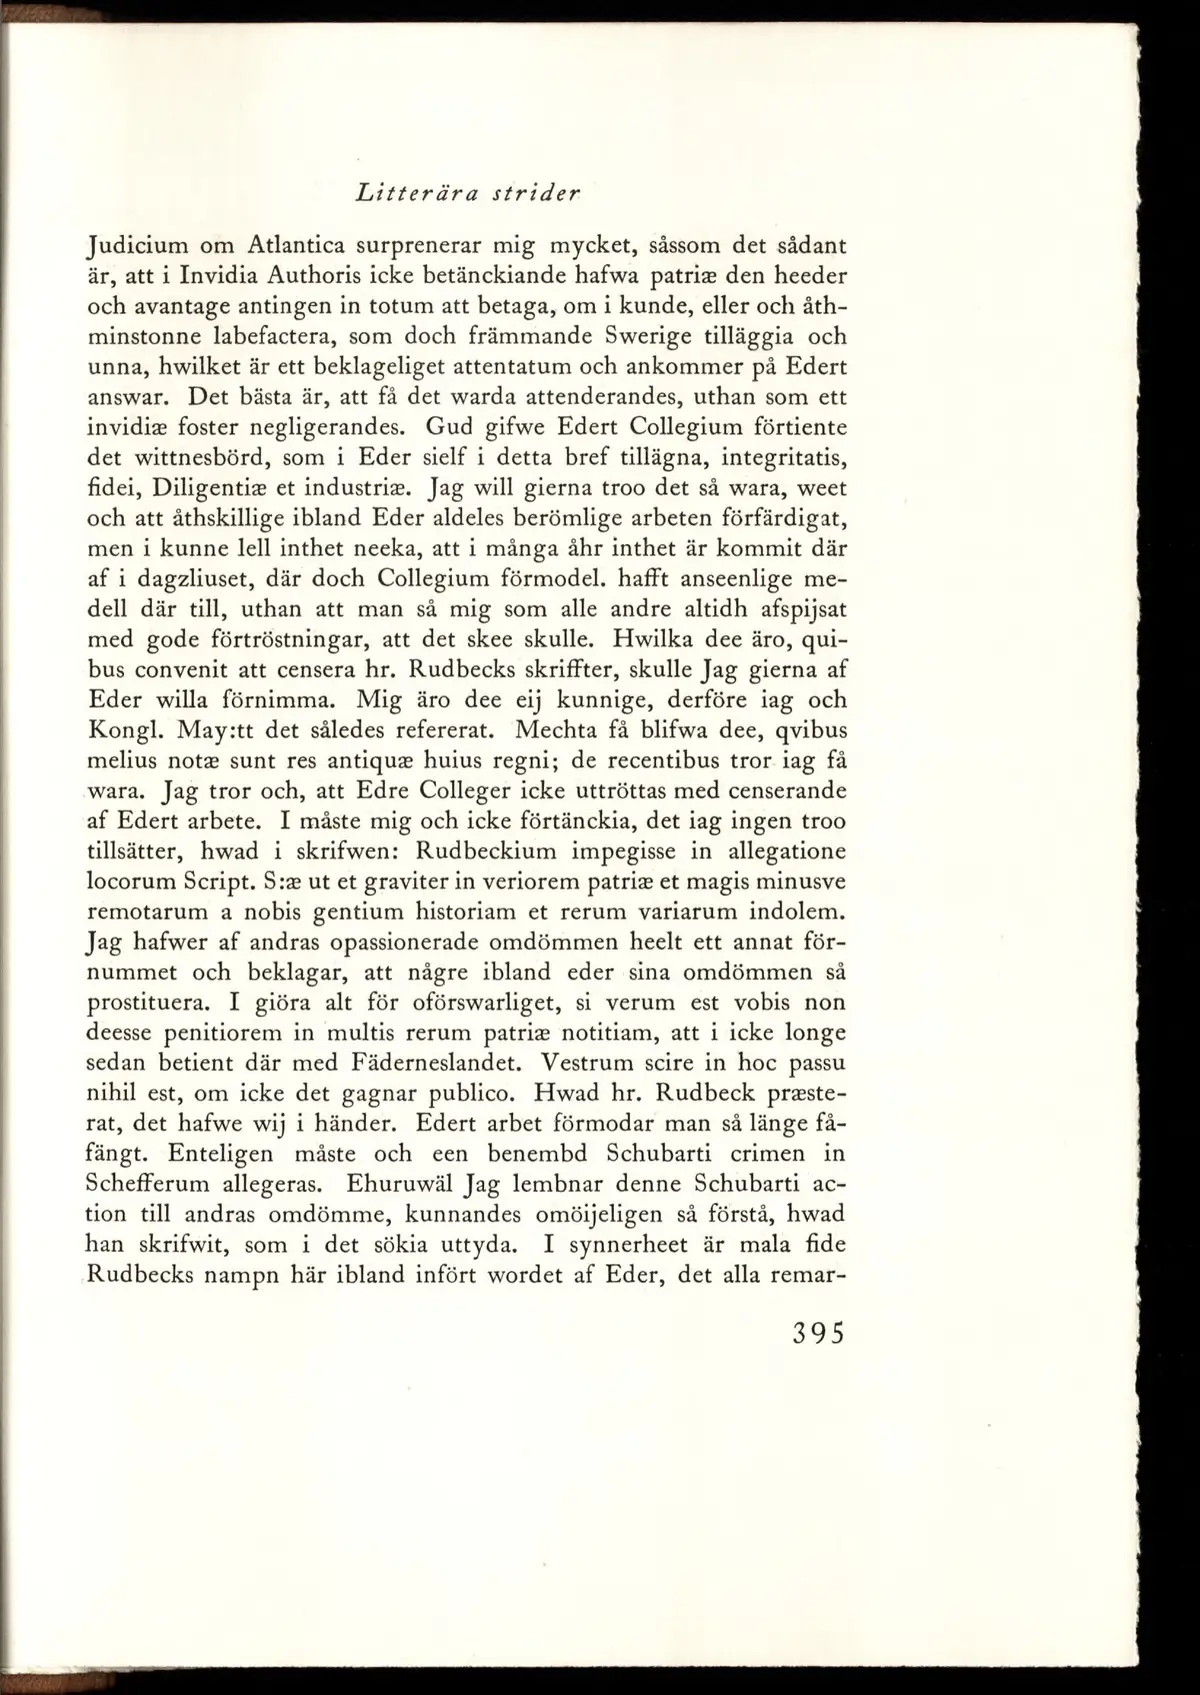 Litterära strider
Judicium om Atlantica surprenerar mig mycket, såssom det sådant
är, att i Invidia Authoris icke betänckiande hafwa patriæ den heeder
och avantage antingen in totum att betaga, om i kunde, eller och åth-
minstonne labefactera, som doch främmande Swerige tilläggia och
unna, hwilket är ett beklageliget attentatum och ankommer på Edert
answar. Det bästa är, att få det warda attenderandes, uthan som ett
invidiæ foster negligerandes. Gud gifwe Edert Collegium förtiente
det wittnesbörd, som i Eder sielf i detta bref tillägna, integritatis,
fidei, Diligentiæ et industriæ. Jag will gierna troo det så wara, weet
och att åthskillige ibland Eder aldeles berömlige arbeten förfärdigat,
men i kunne lell inthet neeka, att i många åhr inthet är kommit där
af i dagzliuset, där doch Collegium förmodel. hafft anseenlige me-
dell där till, uthan att man så mig som alle andre altidh afspijsat
med gode förtröstningar, att det skee skulle. Hwilka dee äro, qui-
bus convenit att censera hr. Rudbecks skriffter, skulle Jag gierna af
Eder willa förnimma. Mig äro dee eij kunnige, derföre iag och
Kongl. May:tt det således refererat. Mechta få blifwa dee, qvibus
melius notæ sunt res antiquæ huius regni; de recentibus tror iag få
wara. Jag tror och, att Edre Colleger icke uttröttas med censerande
af Edert arbete. I måste mig och icke förtänckia, det iag ingen troo
tillsätter, hwad i skrifwen: Rudbeckium impegisse in allegatione
locorum Script. S:æ ut et graviter in veriorem patriæ et magis minusve
remotarum a nobis gentium historiam et rerum variarum indolem.
Jag hafwer af andras opassionerade omdömmen heelt ett annat för-
nummet och beklagar, att någre ibland eder sina omdömmen så
prostituera. I giöra alt för oförswarliget, si verum est vobis non
deesse penitiorem in multis rerum patriæ notitiam, att i icke longe
sedan betient där med Fäderneslandet. Vestrum scire in hoc passu
nihil est, om icke det gagnar publico. Hwad hr. Rudbeck præste-
rat, det hafwe wij i händer. Edert arbet förmodar man så länge få-
fängt. Enteligen måste och een benembd Schubarti crimen in
Schefferum allegeras. Ehuruwäl Jag lembnar denne Schubarti ac-
tion till andras omdömme, kunnandes omöijeligen så förstå, hwad
han skrifwit, som i det sökia uttyda. I synnerheet är mala fide
Rudbecks nampn här ibland infört wordet af Eder, det alla remar-
395